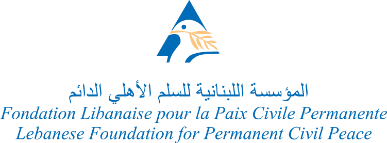 المؤسسة اللبنانية للسلم الأهلي الدائم
Fondation Libanaise pour la Paix Civile Permanente
Lebanese Foundation for Permanent Civil Peace